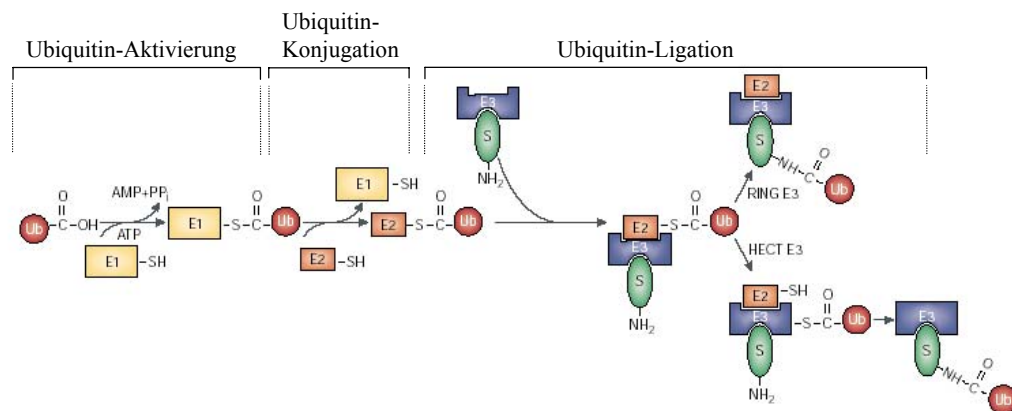 Ubiquitin-Aktivierung
Ubiquitin-
Konjugation
Ubiquitin-Ligation
Ub
C
O
OH
AMP+PPi
ATP
E1
SH
E1
S
C
O
Ub
E1
SH
E2
SH
E2
S
C
O
Ub
E3
S
NH2
E2
E3
S
NH2
S
C
O
Ub
RING E3
HECT E3
E2
E3
S
NH
C
O
Ub
E2
SH
E3
S
NH2
S
C
O
Ub
E3
S
NH
C
O
Ub